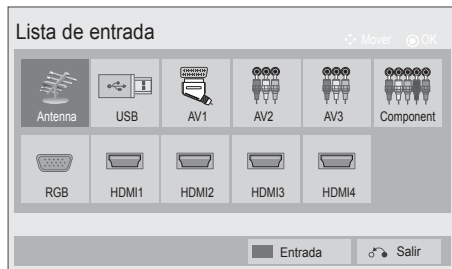 Lista de entrada
Mover OK
Antenna USB AV1 AV2 AV3 Component
RGB HDMI1 HDMI2 HDMI3 HDMI4
Entrada Salir